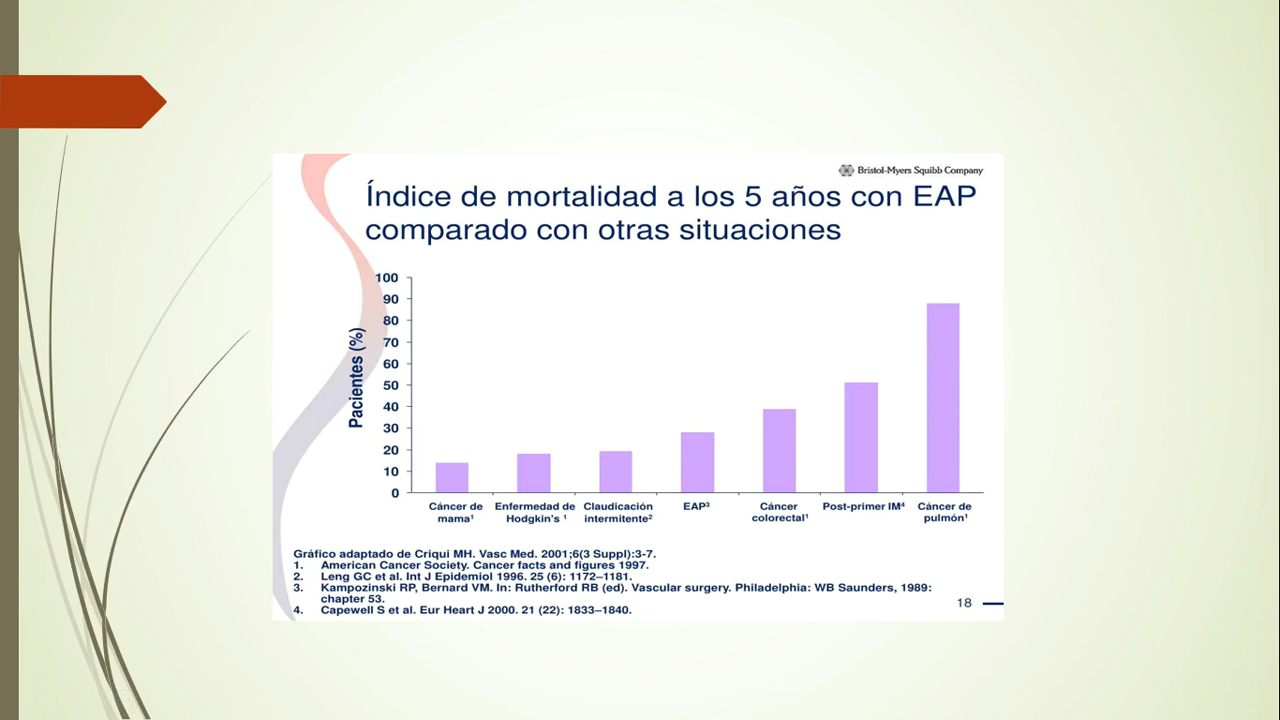 Bristol-Myers Squibb Company
Índice de mortalidad a los 5 años con EAP
comparado con otras situaciones
Pacientes (%)
100
90
80
70
60
50
40
30
20
10
0
Cáncer de
mama¹
Enfermedad de
Hodgkin's ¹
Claudicación
intermitente²
EAP³
Cáncer
colorectal¹
Post-primer IM⁴
Cáncer de
pulmón¹
Gráfico adaptado de Criqui MH. Vasc Med. 2001;6(3 Suppl):3-7.
1. American Cancer Society. Cancer facts and figures 1997.
2. Leng GC et al. Int J Epidemiol 1996. 25 (6): 1172–1181.
3. Kampozinski RP, Bernard VM. In: Rutherford RB (ed). Vascular surgery. Philadelphia: WB Saunders, 1989:
chapter 53.
4. Capewell S et al. Eur Heart J 2000. 21 (22): 1833–1840.
18